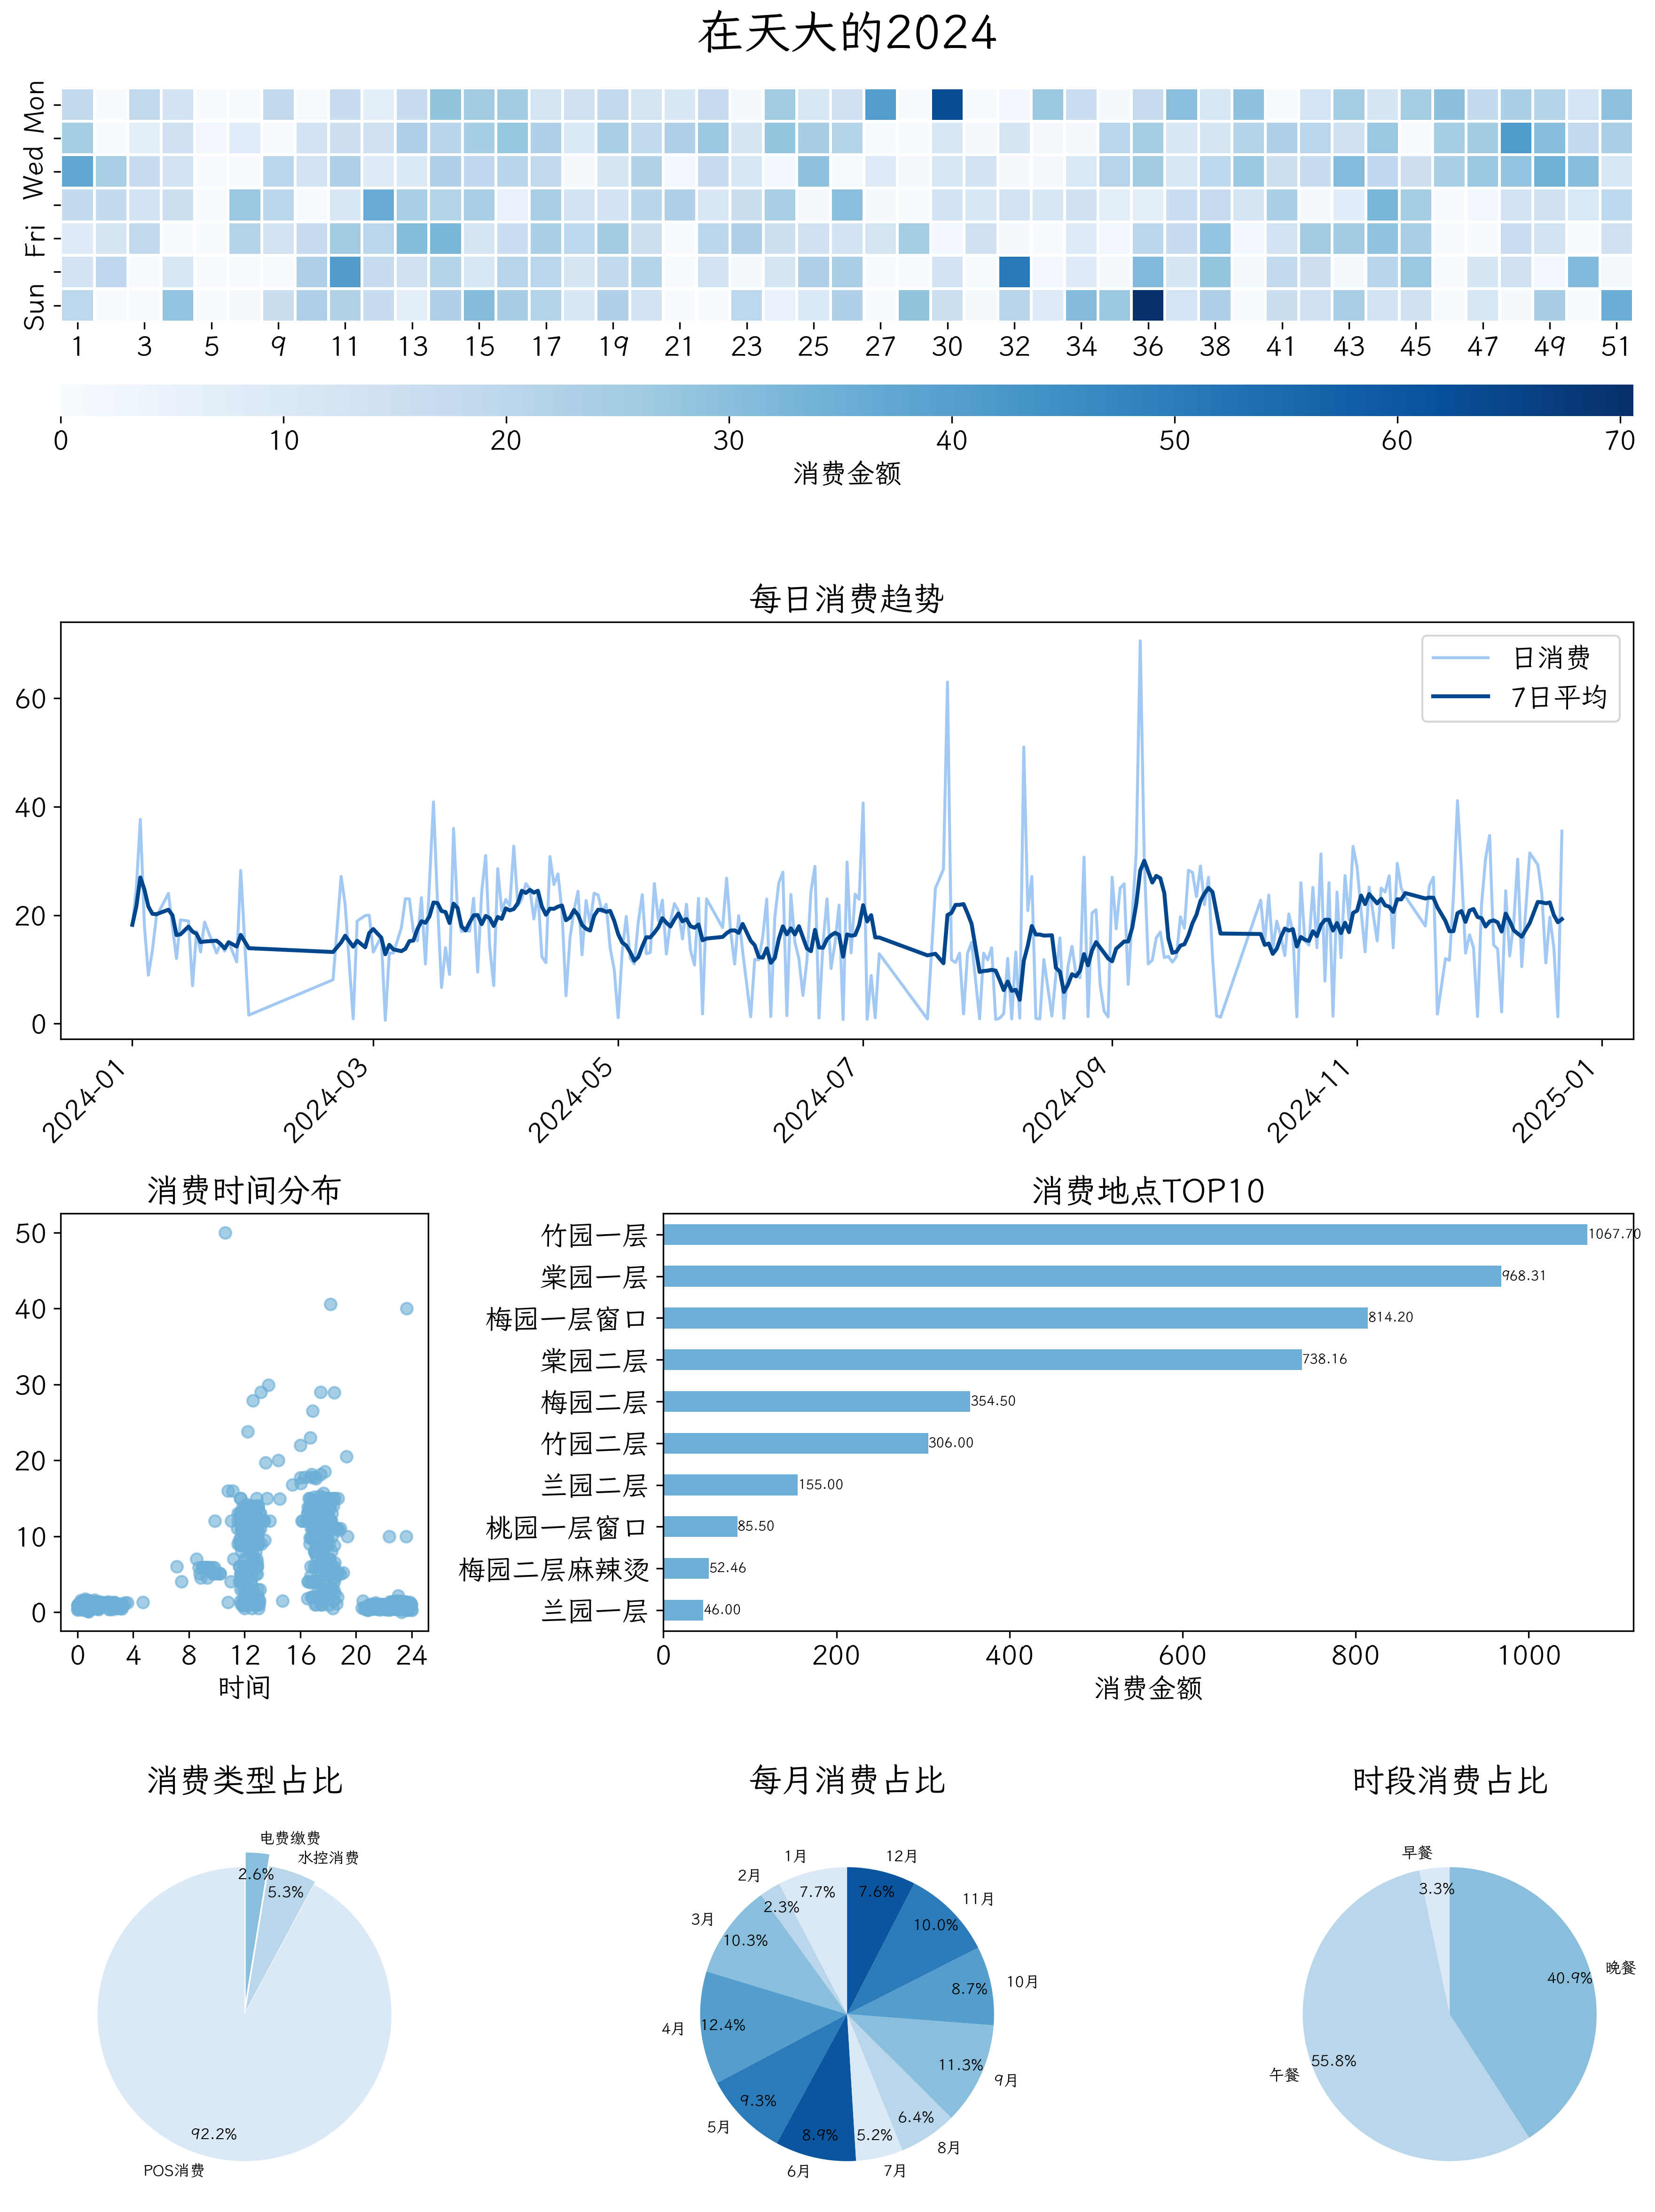 在天大的2024
Mon
Wed
Fri
Sun
1 3 5 9 11 13 15 17 19 21 23 25 27 30 32 34 36 38 41 43 45 47 49 51
0 10 20 30 40 50 60 70
消费金额
每日消费趋势
日消费
7日平均
60
40
20
0
2024-01 2024-03 2024-05 2024-07 2024-09 2024-11 2025-01
消费时间分布
50
40
30
20
10
0
0 4 8 12 16 20 24
时间
消费地点TOP10
竹园一层 1067.70
棠园一层 968.31
梅园一层窗口 814.20
棠园二层 738.16
梅园二层 354.50
竹园二层 306.00
兰园二层 155.00
桃园一层窗口 85.50
梅园二层麻辣烫 52.46
兰园一层 46.00
0 200 400 600 800 1000
消费金额
消费类型占比
电费缴费
2.6%
水控消费
5.3%
92.2%
POS消费
每月消费占比
1月
7.7%
2月
2.3%
3月
10.3%
4月
12.4%
5月
9.3%
6月
8.9%
7月
5.2%
8月
6.4%
9月
11.3%
10月
8.7%
11月
10.0%
12月
7.6%
时段消费占比
早餐
3.3%
午餐
55.8%
晚餐
40.9%